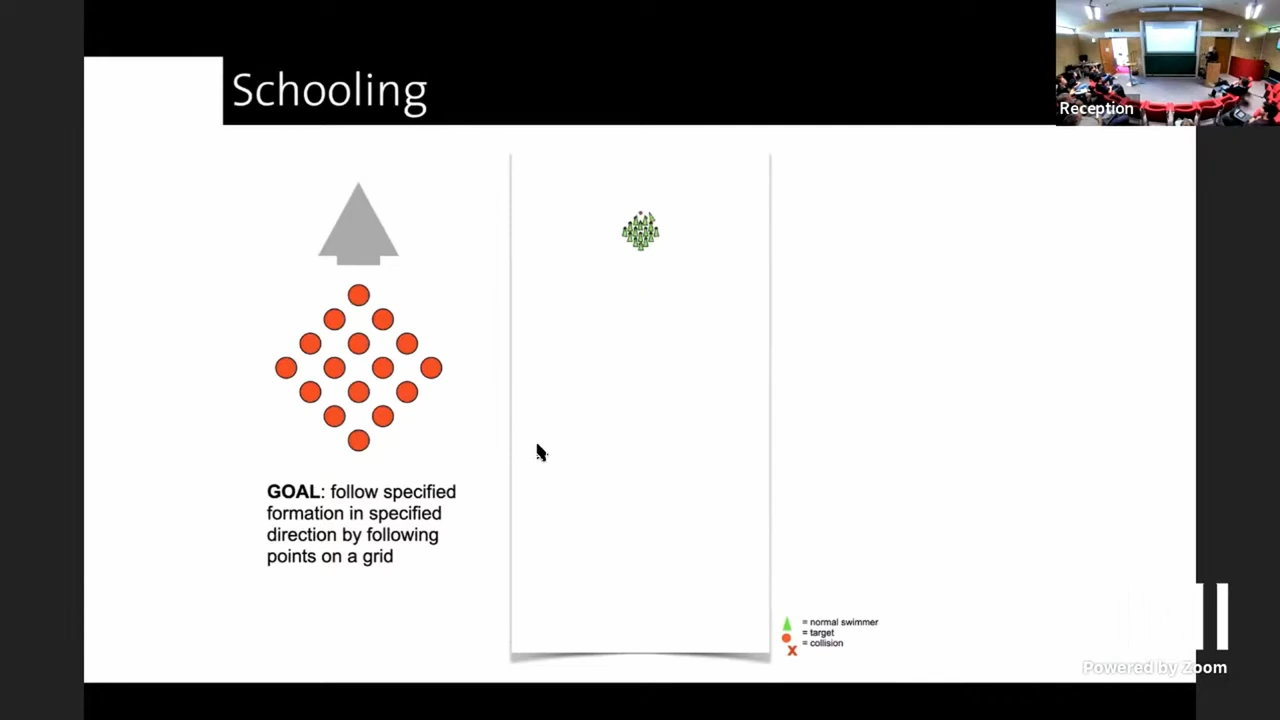 Schooling
Reception
GOAL: follow specified
formation in specified
direction by following
points on a grid
= normal swimmer
= target
= collision
Powered by Zoom